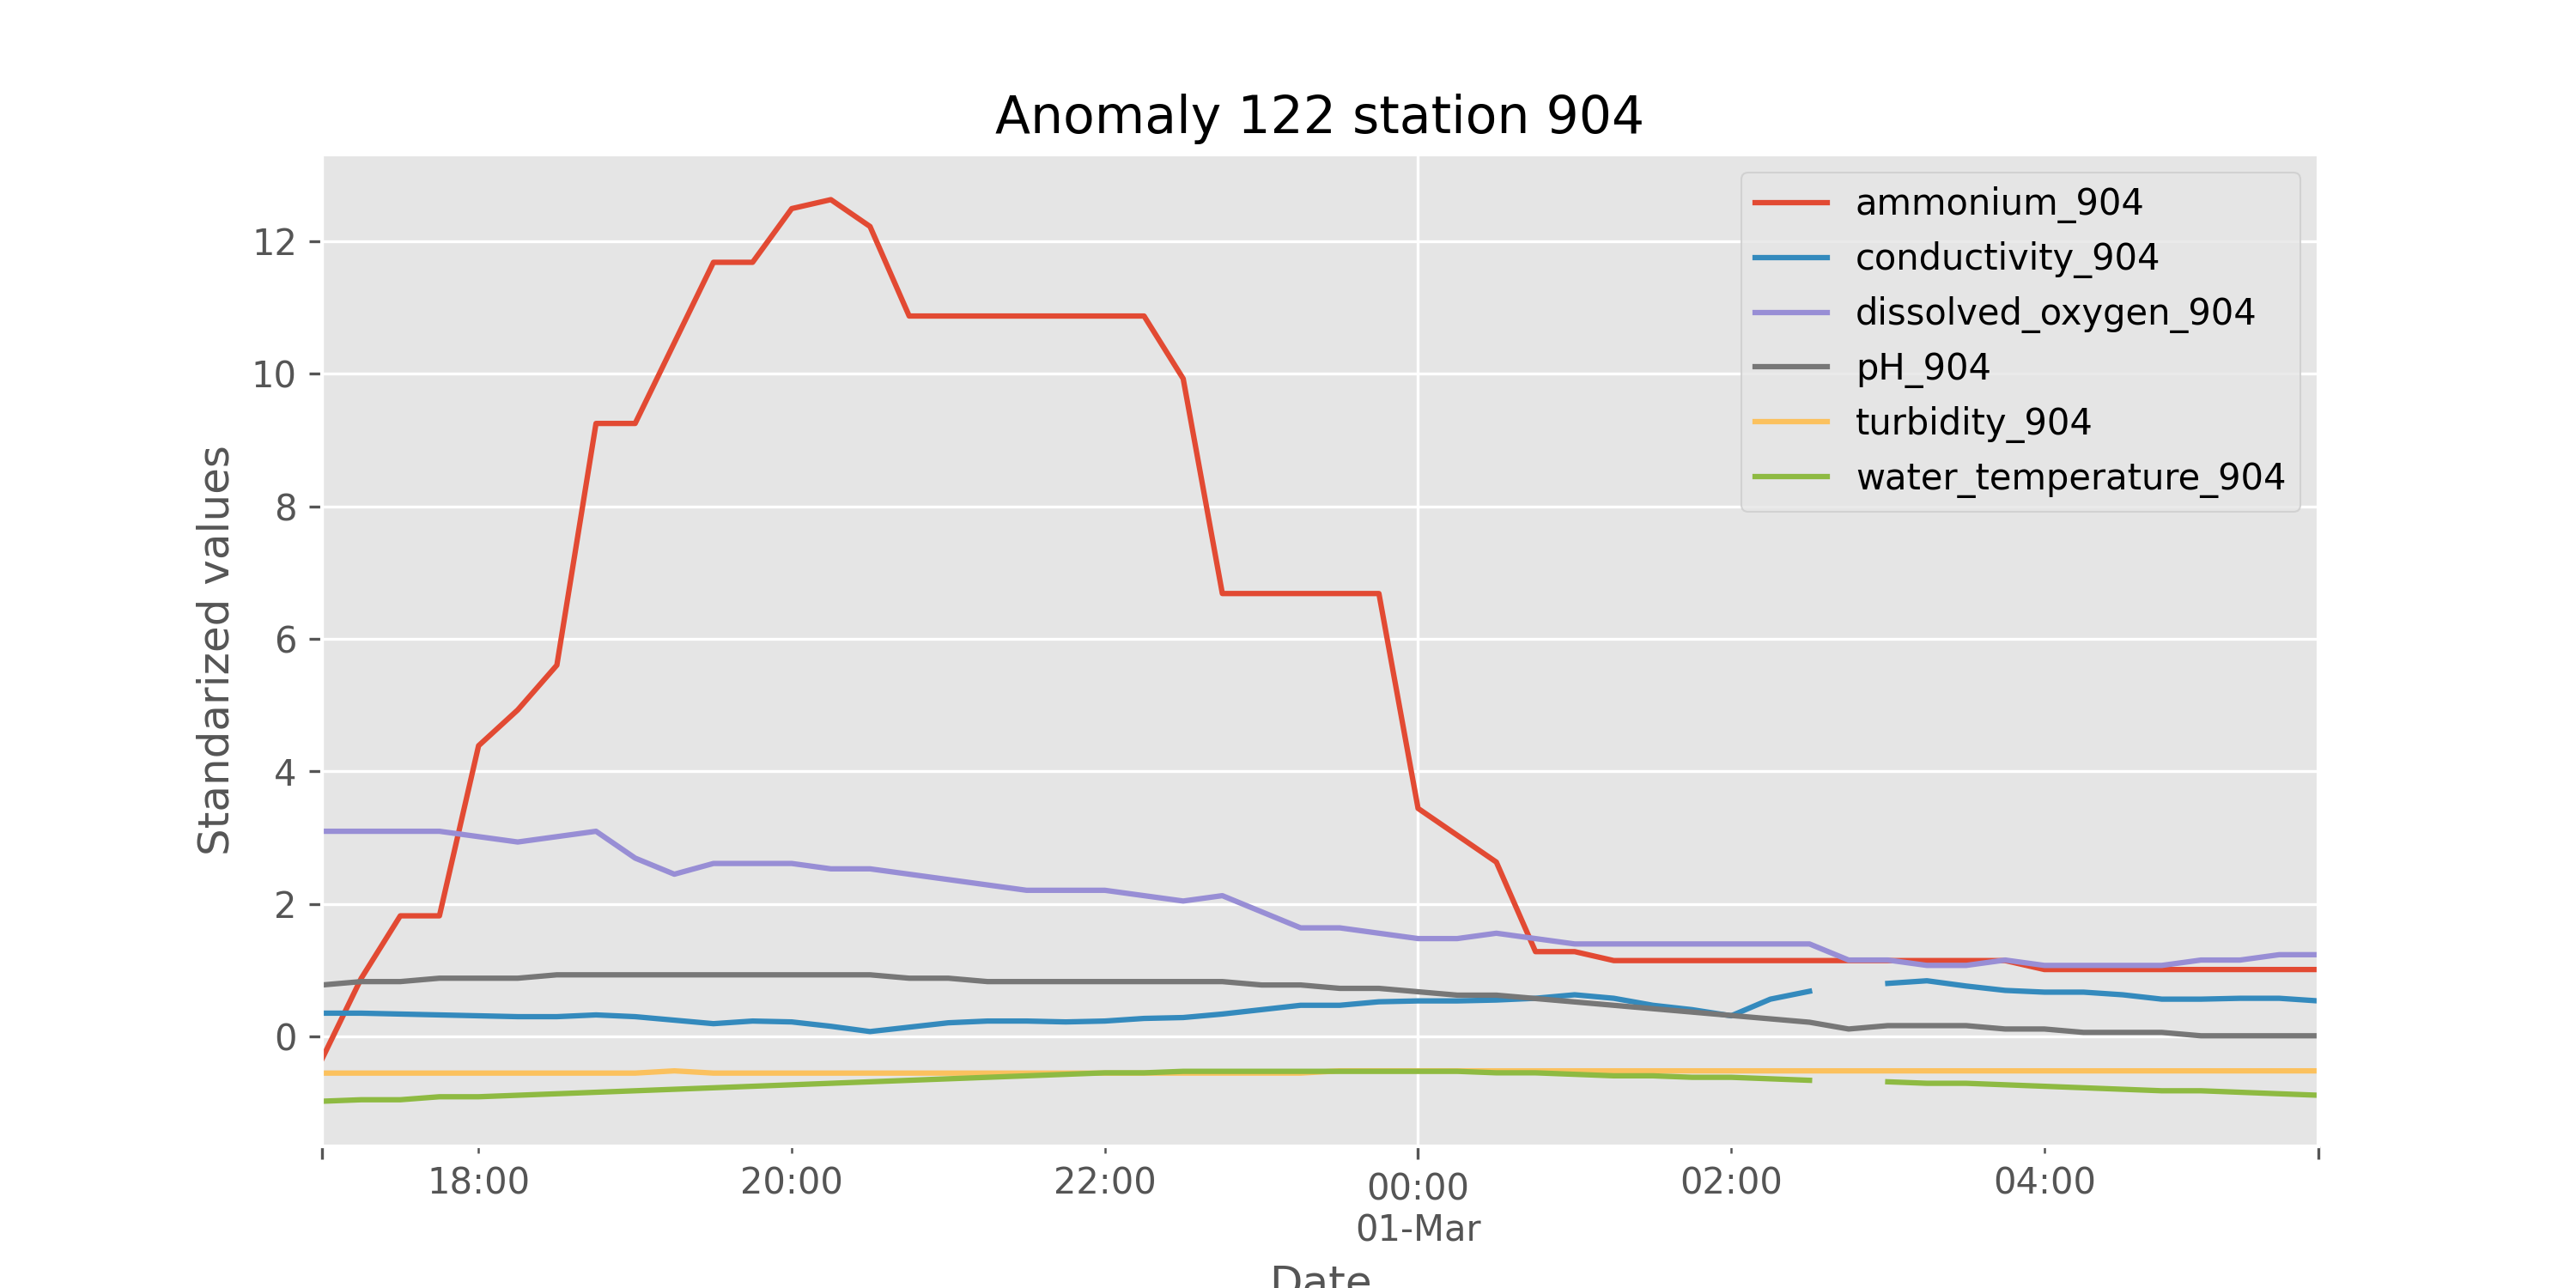 Anomaly 122 station 904
ammonium_904
conductivity_904
dissolved_oxygen_904
pH_904
turbidity_904
water_temperature_904
Standarized values
12
10
8
6
4
2
0
18:00 20:00 22:00 00:00 02:00 04:00
01-Mar
Date